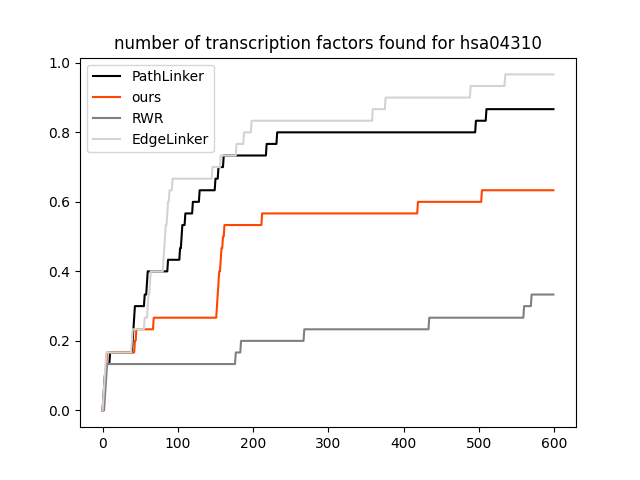 number of transcription factors found for hsa04310
1.0
0.8
0.6
0.4
0.2
0.0
PathLinker
ours
RWR
EdgeLinker
0 100 200 300 400 500 600